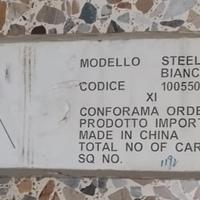 MODELLO STEEL
BIANC
CODICE 100550
XI
CONFORAMA ORDE
PRODOTTO IMPORT
MADE IN CHINA
TOTAL NO OF CAR
SQ NO.